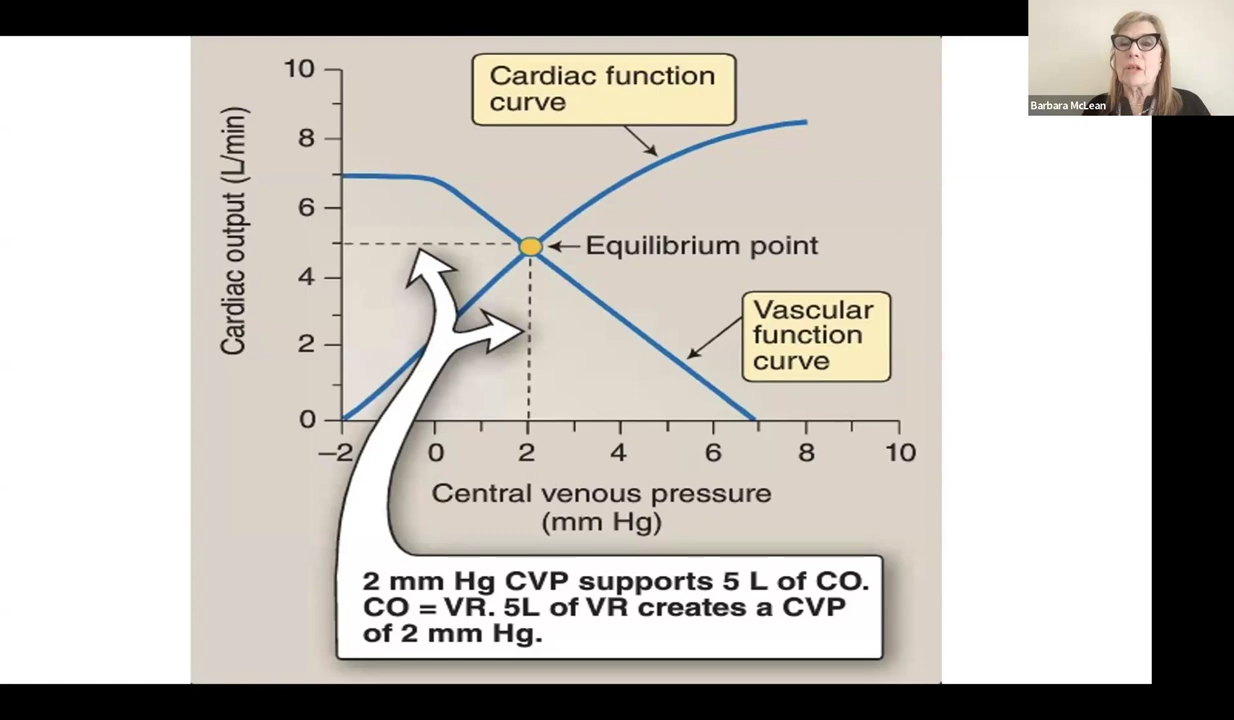 Barbara McLean
Cardiac function
curve
Cardiac output (L/min)
10
8
6
4
2
0
Equilibrium point
Vascular
function
curve
–2
0
2
4
6
8
10
Central venous pressure
(mm Hg)
2 mm Hg CVP supports 5 L of CO.
CO = VR. 5L of VR creates a CVP
of 2 mm Hg.